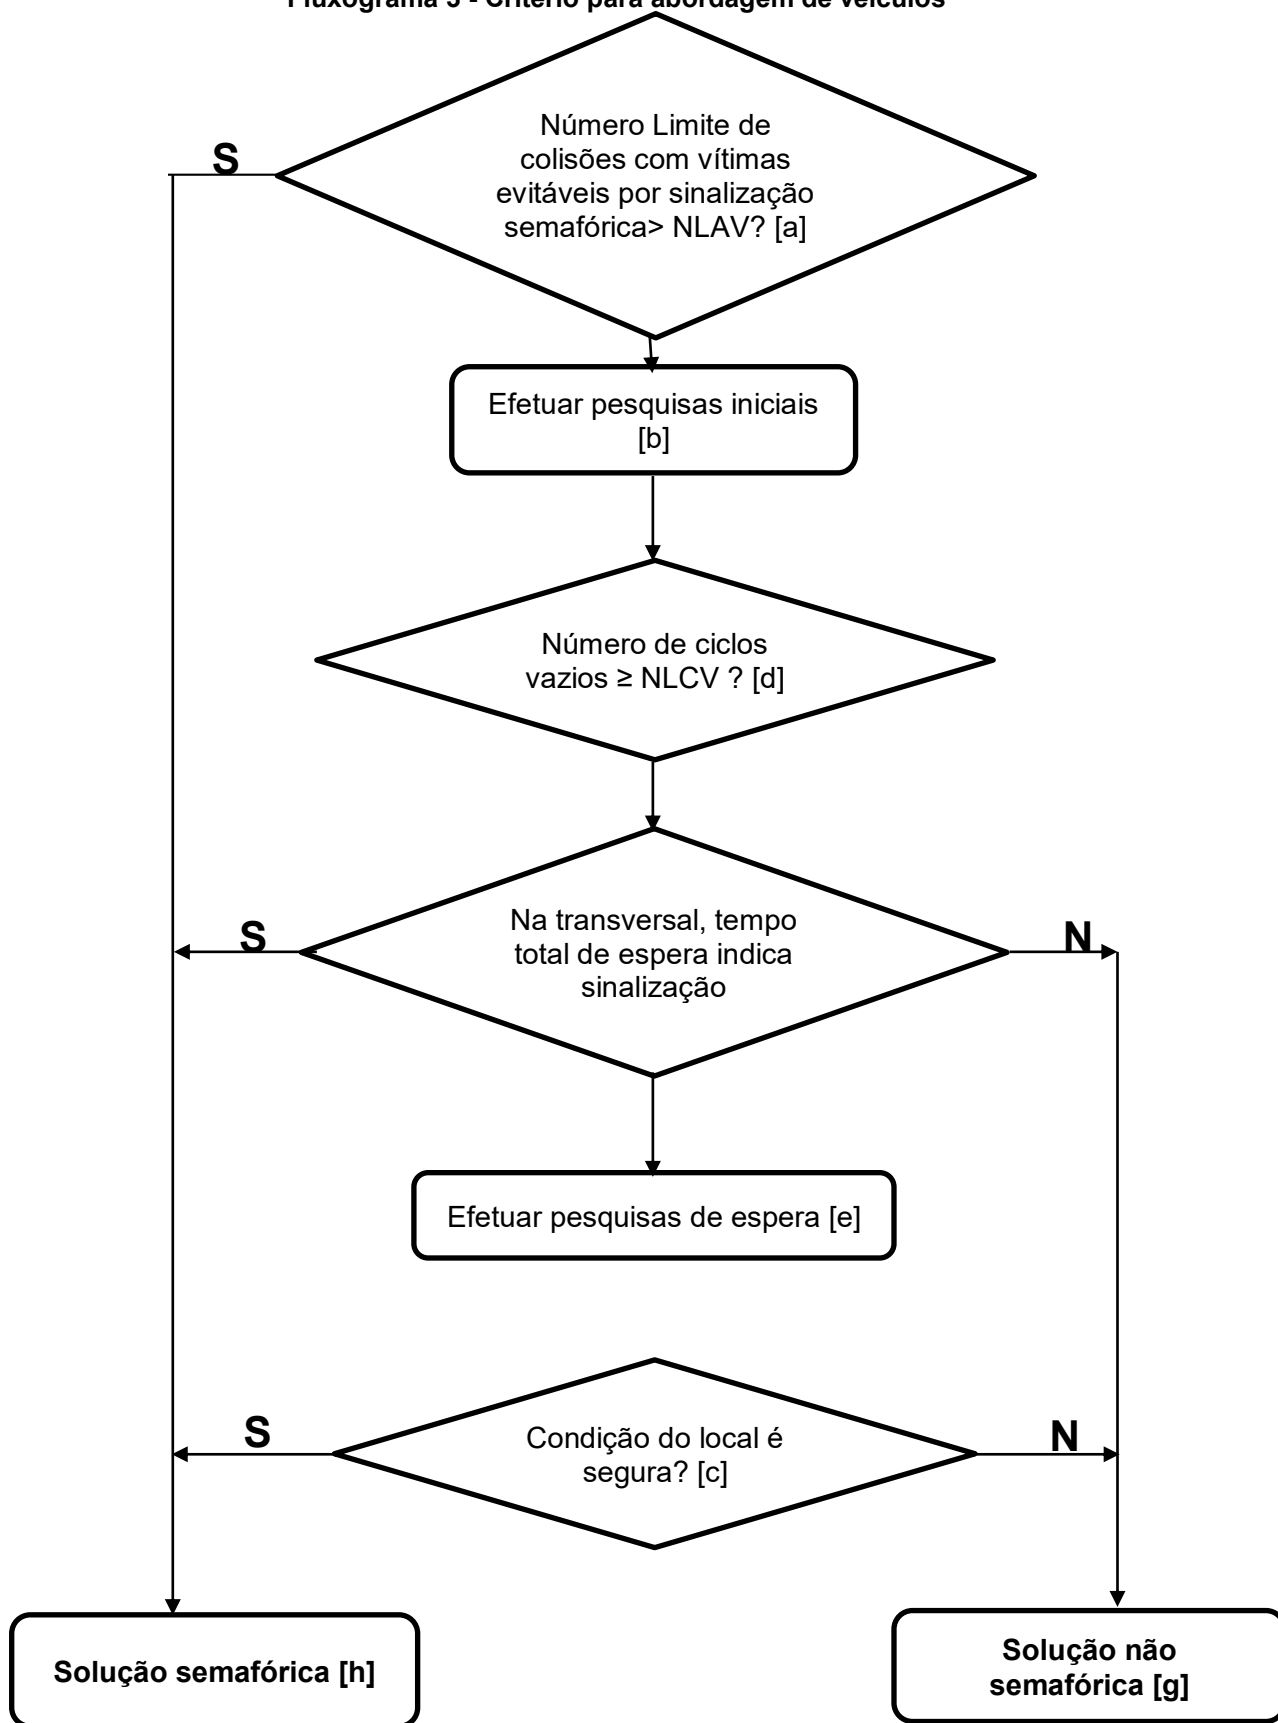 Fluxograma 3 - Critério para abordagem de veículos
Número Limite de
colisões com vítimas
evitáveis por sinalização
semafórica> NLAV? [a]
S
Efetuar pesquisas iniciais
[b]
Número de ciclos
vazios ≥ NLCV ? [d]
Na transversal, tempo
total de espera indica
sinalização
S
N
Efetuar pesquisas de espera [e]
Condição do local é
segura? [c]
S
N
Solução semafórica [h]
Solução não
semafórica [g]